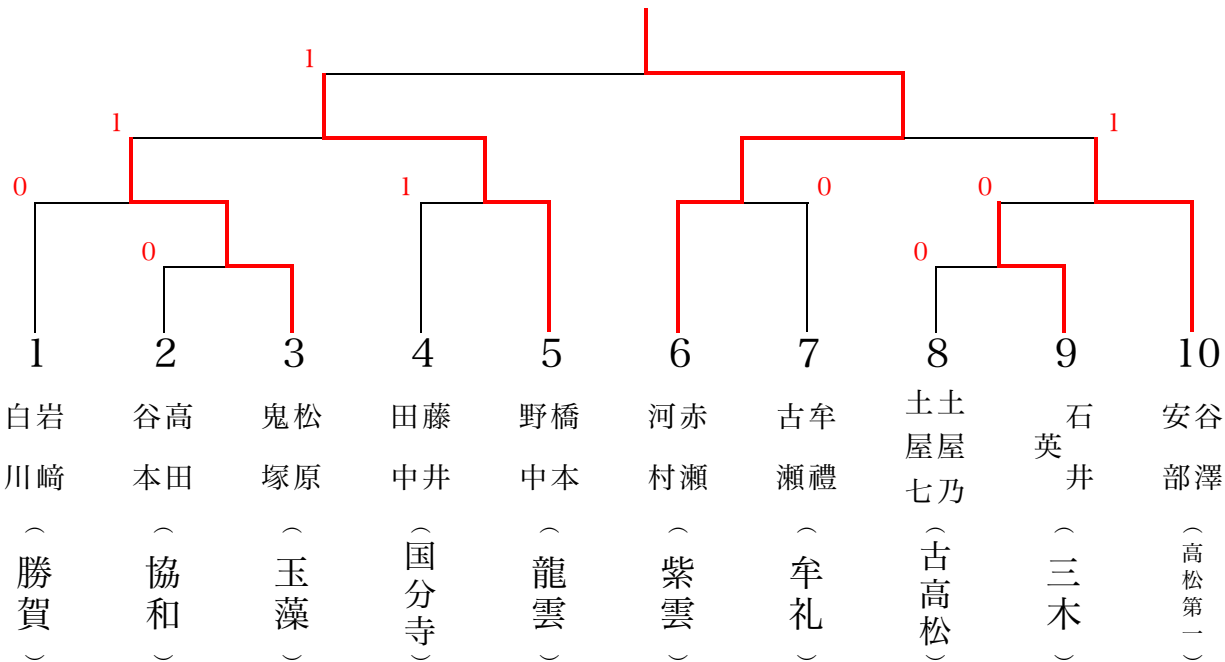 1
1
1
0
1
0
0
0
0
1
2
3
4
5
6
7
8
9
10
岩﨑
白川
（勝賀）
高田
谷本
（協和）
松原
鬼塚
（玉藻）
藤井
田中
（国分寺）
橋本
野中
（龍雲）
赤瀬
河村
（紫雲）
牟禮
古瀬
（牟礼）
土屋乃
土屋七
（古高松）
石井
英
（三木）
谷澤
安部
（高松第一）